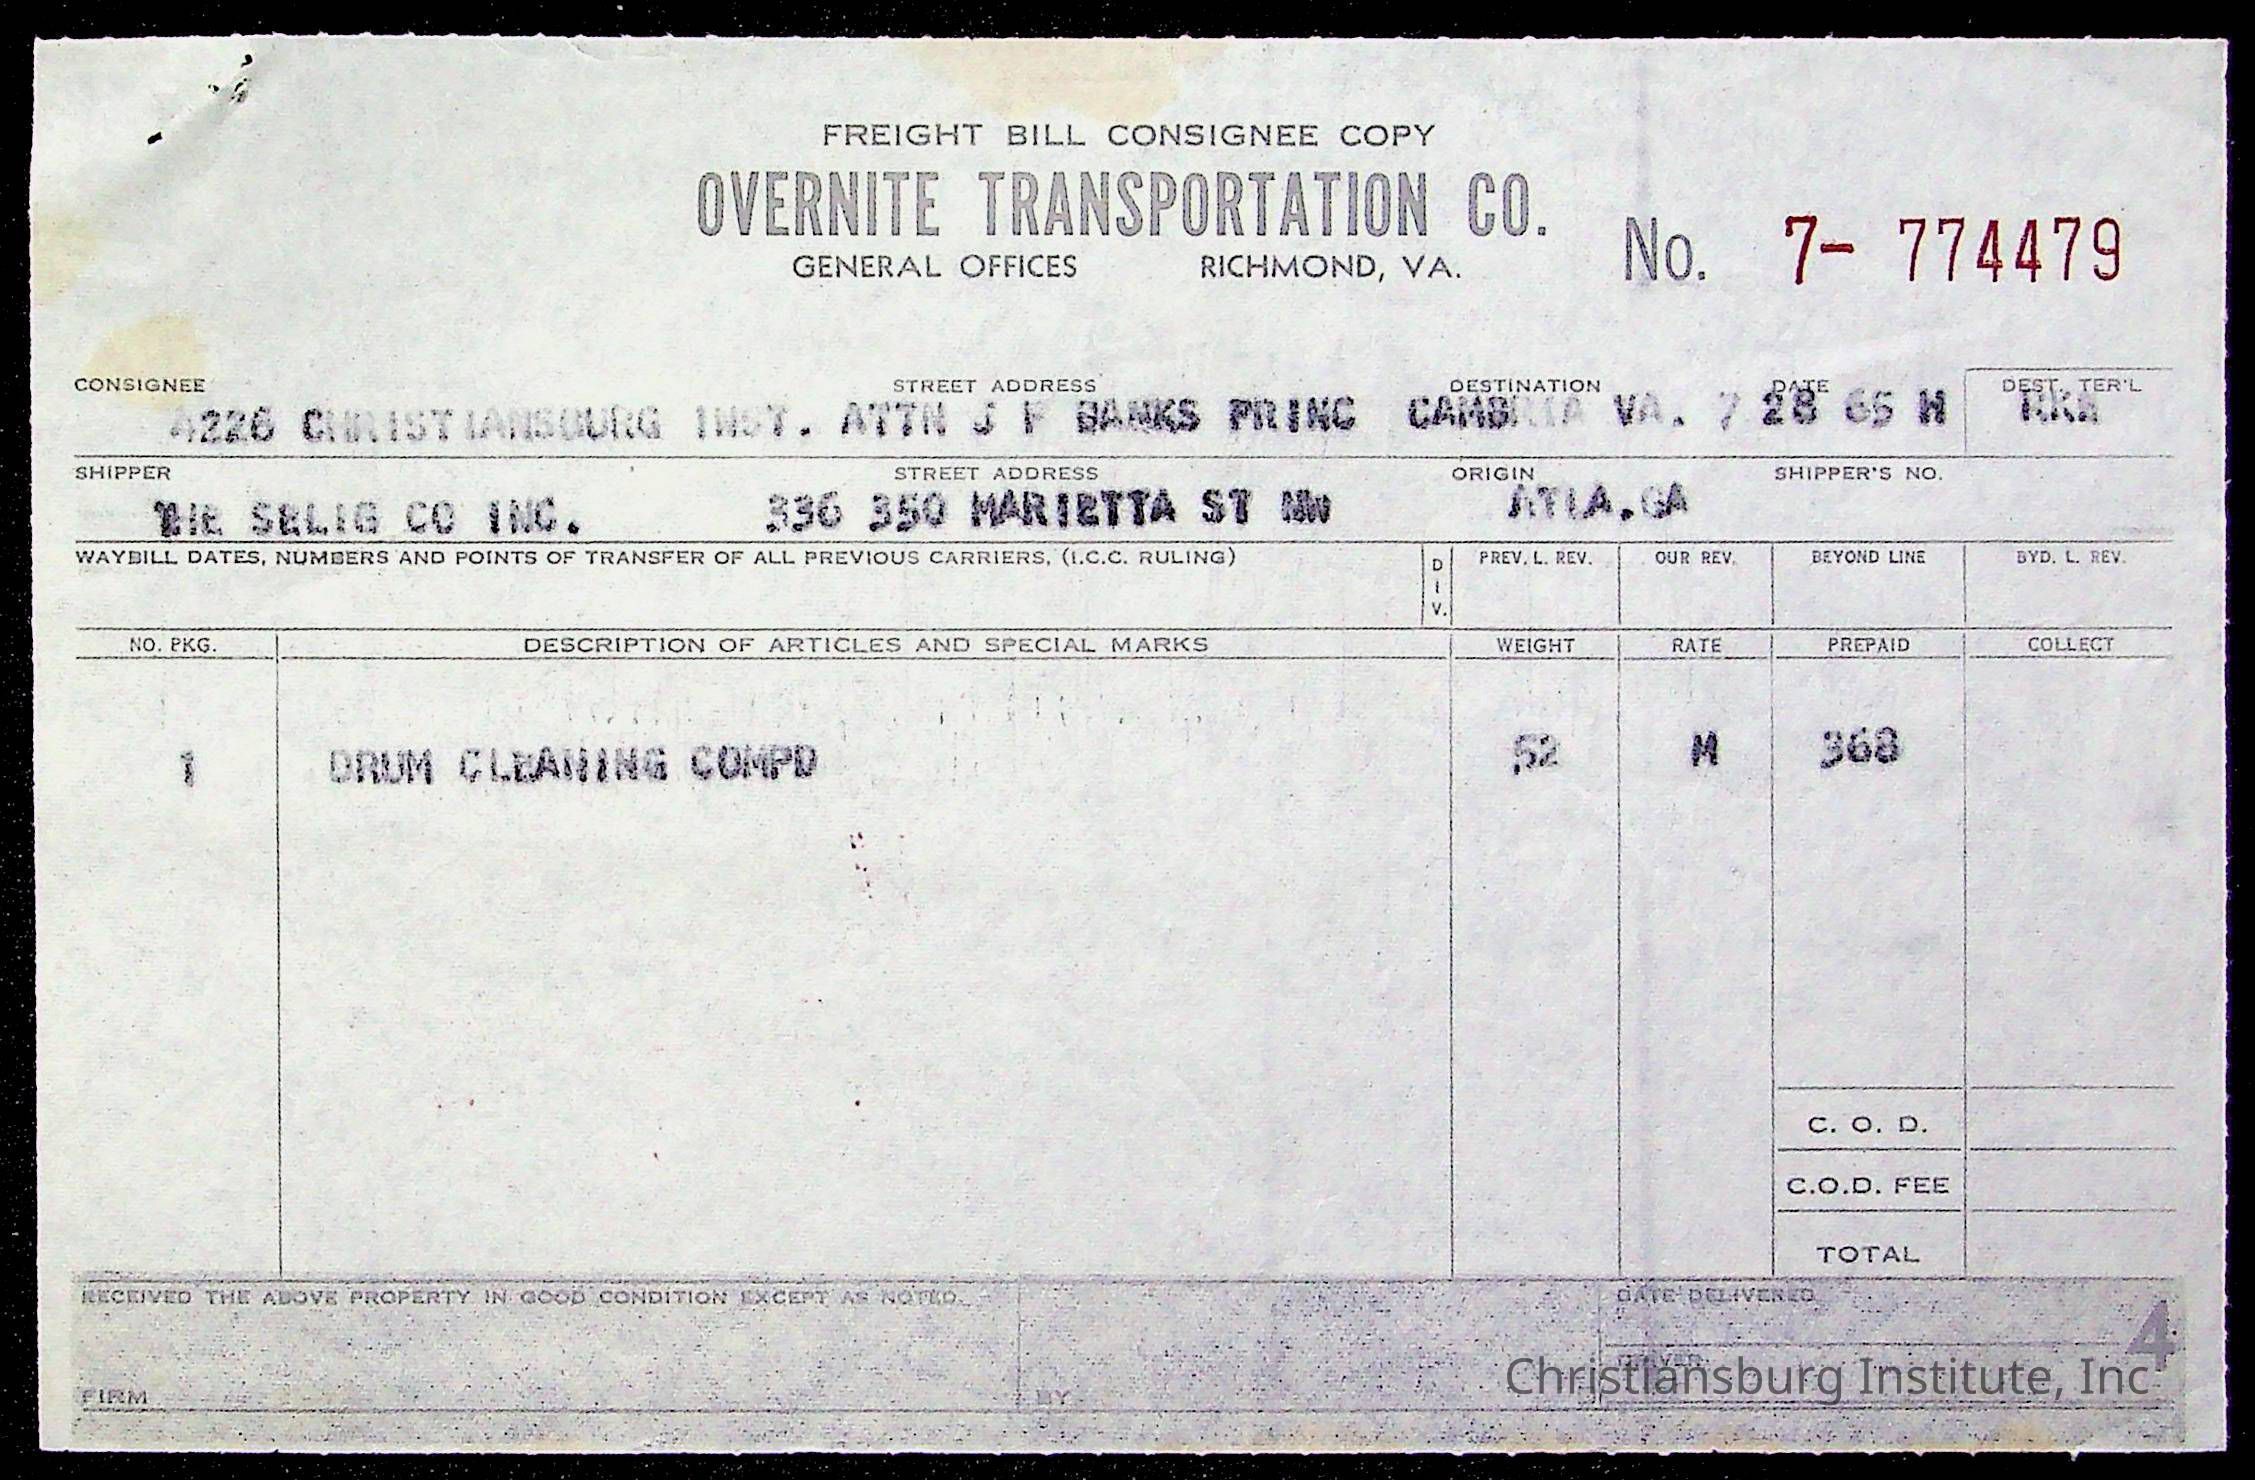 FREIGHT BILL CONSIGNEE COPY
OVERNITE TRANSPORTATION CO.
GENERAL OFFICES RICHMOND, VA.
No. 7- 774479
CONSIGNEE STREET ADDRESS DESTINATION DATE DEST. TER'L
4226 CHRISTIANSBURG INST. ATTN J F BANKS PRINC CAMBRIA VA. 7 28 65 M
SHIPPER STREET ADDRESS ORIGIN SHIPPER'S NO.
THE SELIG CO INC. 336 350 MARIETTA ST NW ATLA.GA
WAYBILL DATES, NUMBERS AND POINTS OF TRANSFER OF ALL PREVIOUS CARRIERS, (I.C.C. RULING) DIV. PREV. L. REV. OUR REV. BEYOND LINE BYD. L. REV.
NO. PKG. DESCRIPTION OF ARTICLES AND SPECIAL MARKS WEIGHT RATE PREPAID COLLECT
1 DRUM CLEANING COMPD 52 M 368
C. O. D.
C.O.D. FEE
TOTAL
RECEIVED THE ABOVE PROPERTY IN GOOD CONDITION EXCEPT AS NOTED. DATE DELIVERED
4
DRIVER
FIRM BY
Christiansburg Institute, Inc